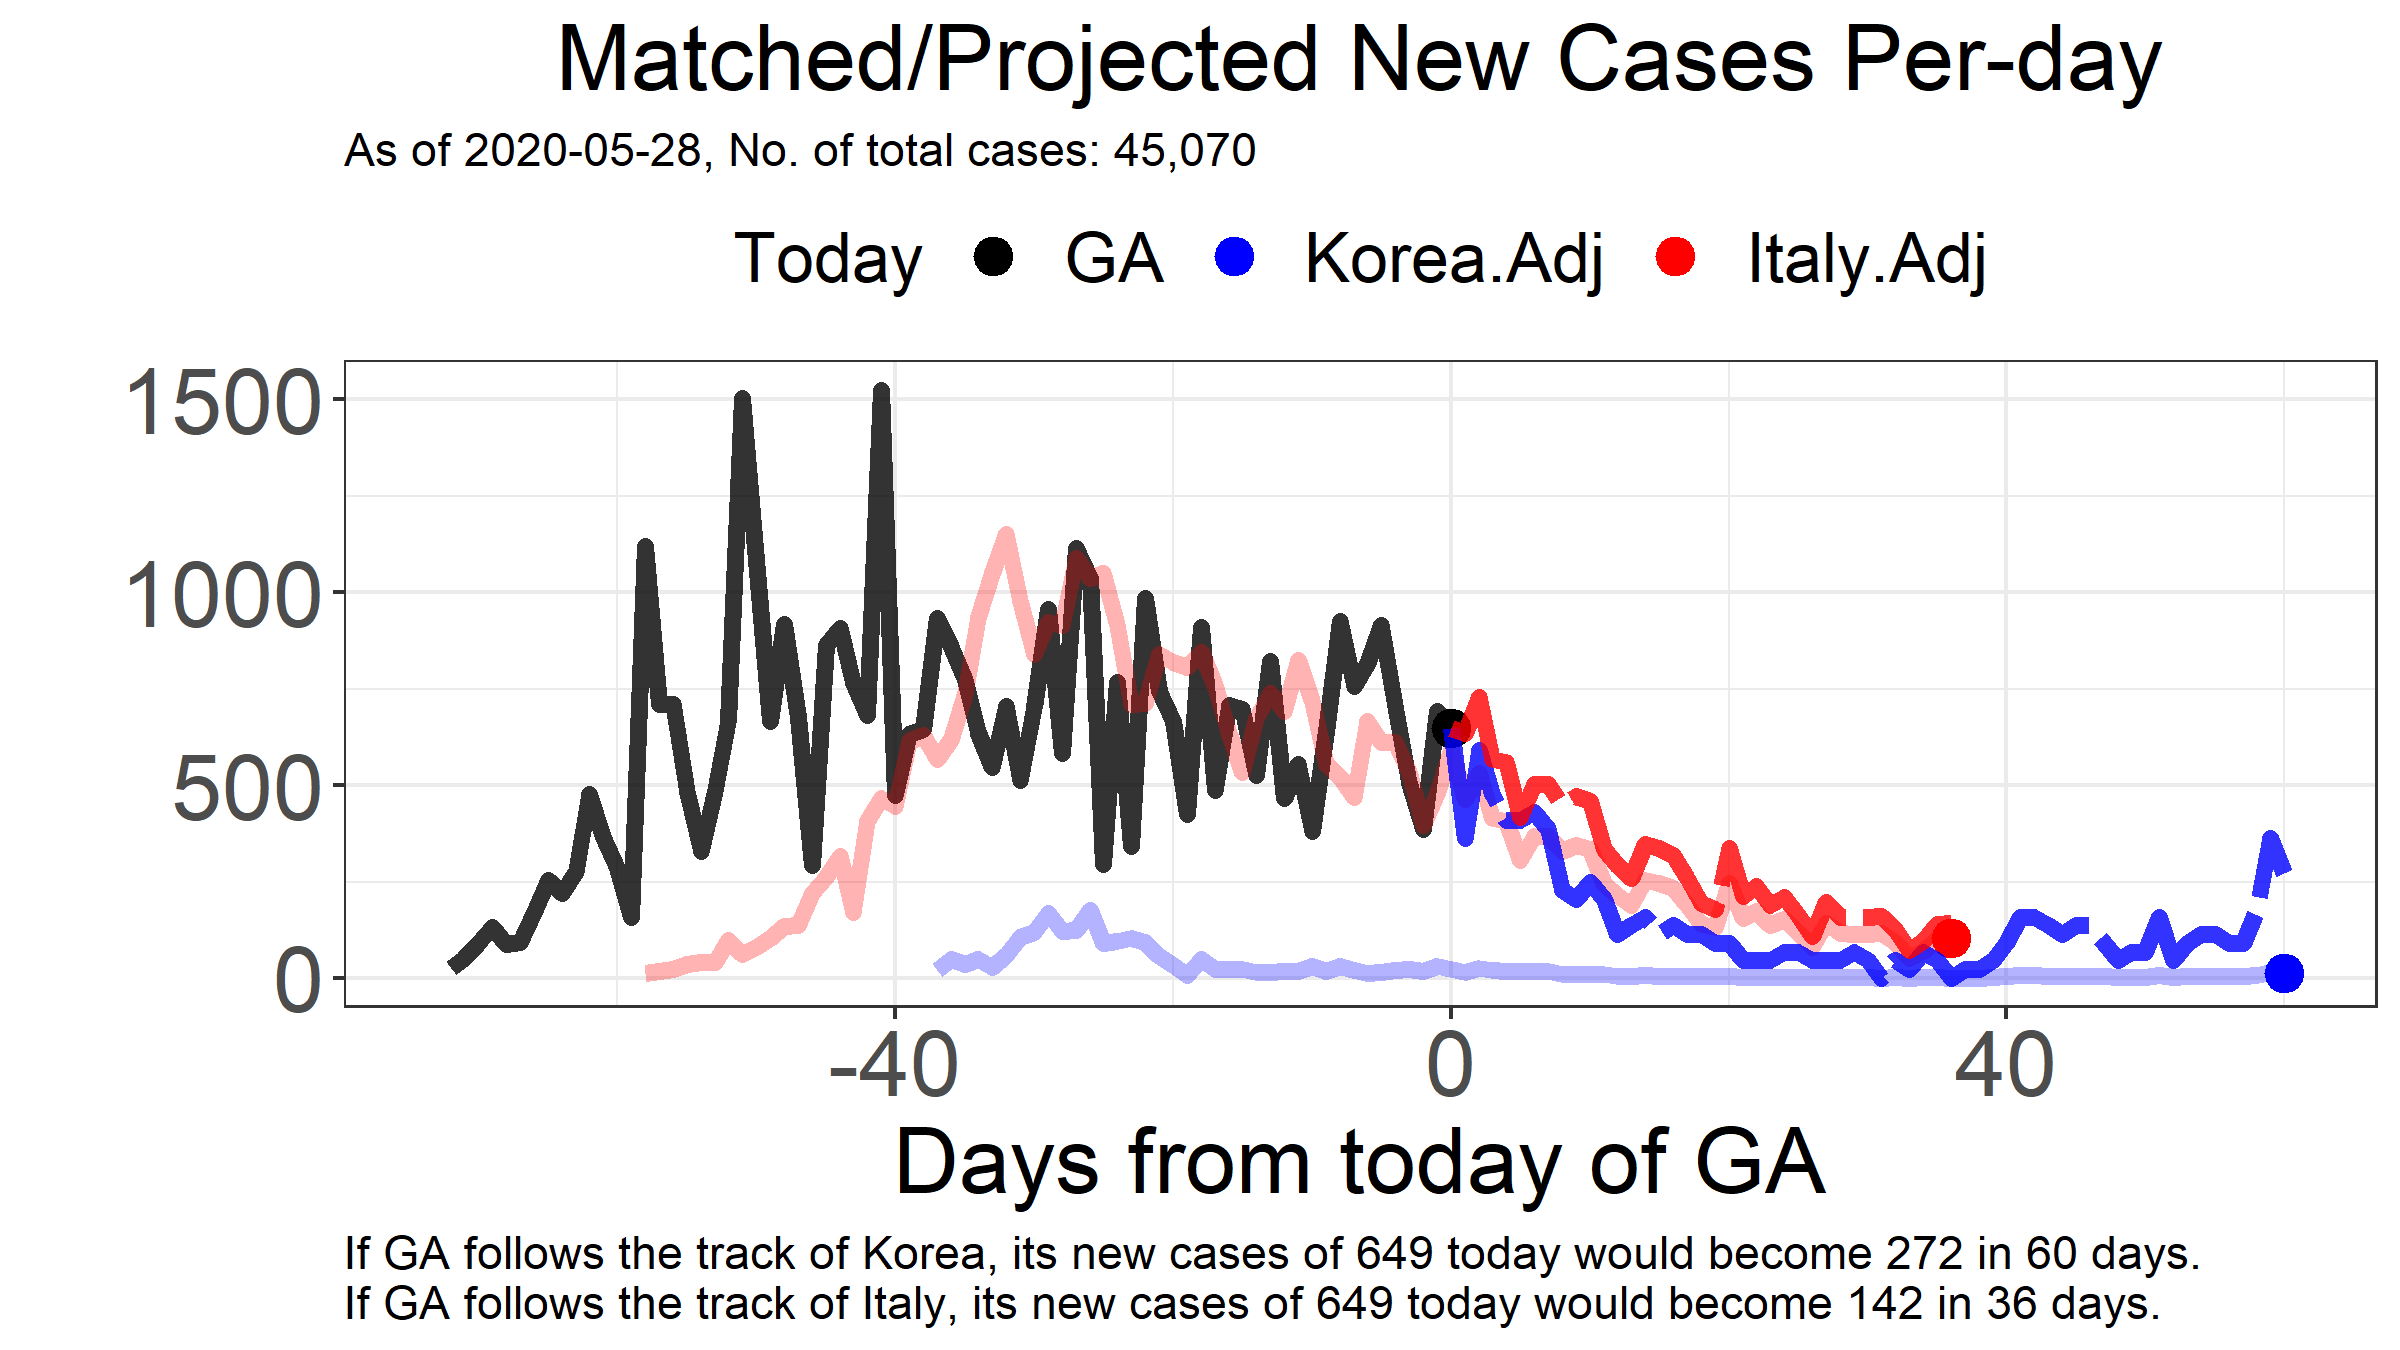 Matched/Projected New Cases Per-day
As of 2020-05-28, No. of total cases: 45,070
Today GA Korea.Adj Italy.Adj
1500
1000
500
0
-40 0 40
Days from today of GA
If GA follows the track of Korea, its new cases of 649 today would become 272 in 60 days.
If GA follows the track of Italy, its new cases of 649 today would become 142 in 36 days.